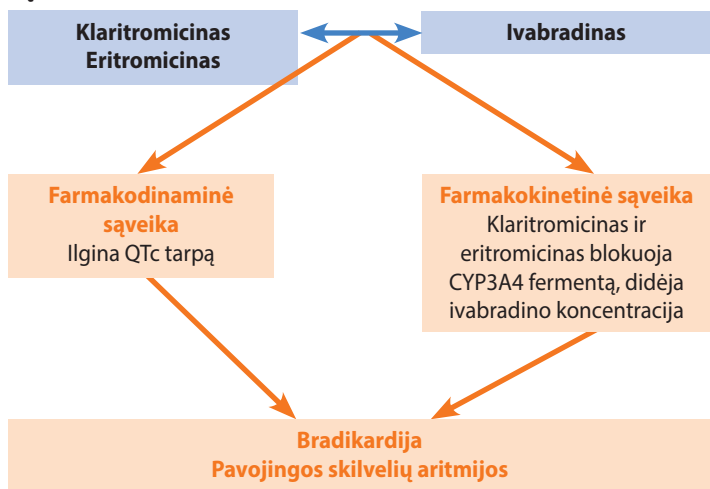 Klaritromicinas
Eritromicinas
Ivabradinas
Farmakodinaminė
sąveika
Ilgina QTc tarpą
Farmakokinetinė sąveika
Klaritromicinas ir
eritromicinas blokuoja
CYP3A4 fermentą, didėja
ivabradino koncentracija
Bradikardija
Pavojingos skilvelių aritmijos